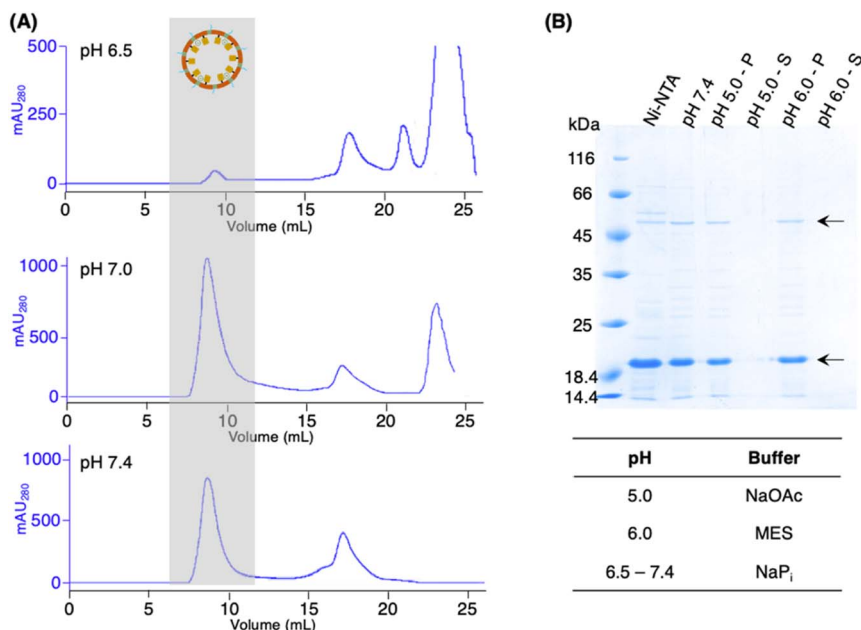 (A)
pH 6.5
500
250
0
mAU280
0 5 10 15 20 25
Volume (mL)
pH 7.0
1000
500
0
mAU280
0 5 10 15 20 25
Volume (mL)
pH 7.4
1000
500
0
mAU280
0 5 10 15 20 25
Volume (mL)
(B)
Ni-NTA
pH 7.4
pH 5.0 - P
pH 5.0 - S
pH 6.0 - P
pH 6.0 - S
kDa
116
66
45
35
25
18.4
14.4
pH Buffer
5.0 NaOAc
6.0 MES
6.5 – 7.4 NaPi